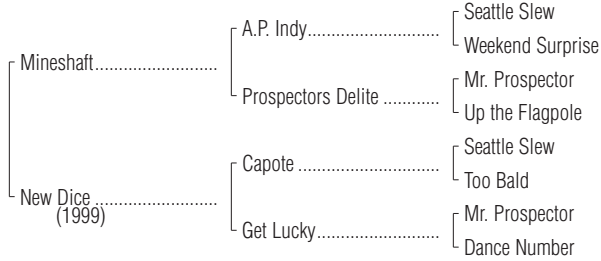 Seattle Slew
A.P. Indy..............................
Weekend Surprise
Mineshaft............................
Mr. Prospector
Prospectors Delite .............
Up the Flagpole
Seattle Slew
Capote ................................
Too Bald
New Dice ............................
(1999)
Mr. Prospector
Get Lucky............................
Dance Number